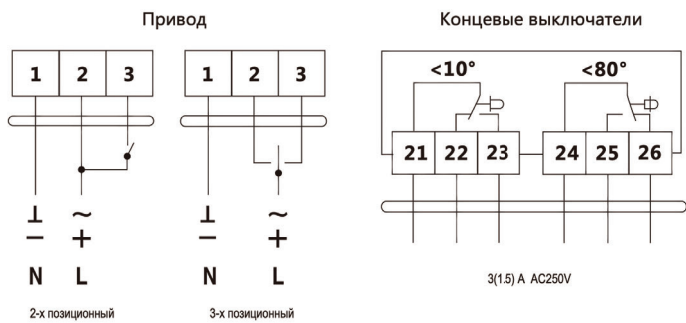 Привод
Концевые выключатели
1 2 3
1 2 3
<10° <80°
21 22 23 24 25 26
⊥ ~
− +
N L
⊥ ~
− +
N L
3(1.5) A AC250V
2-х позиционный
3-х позиционный